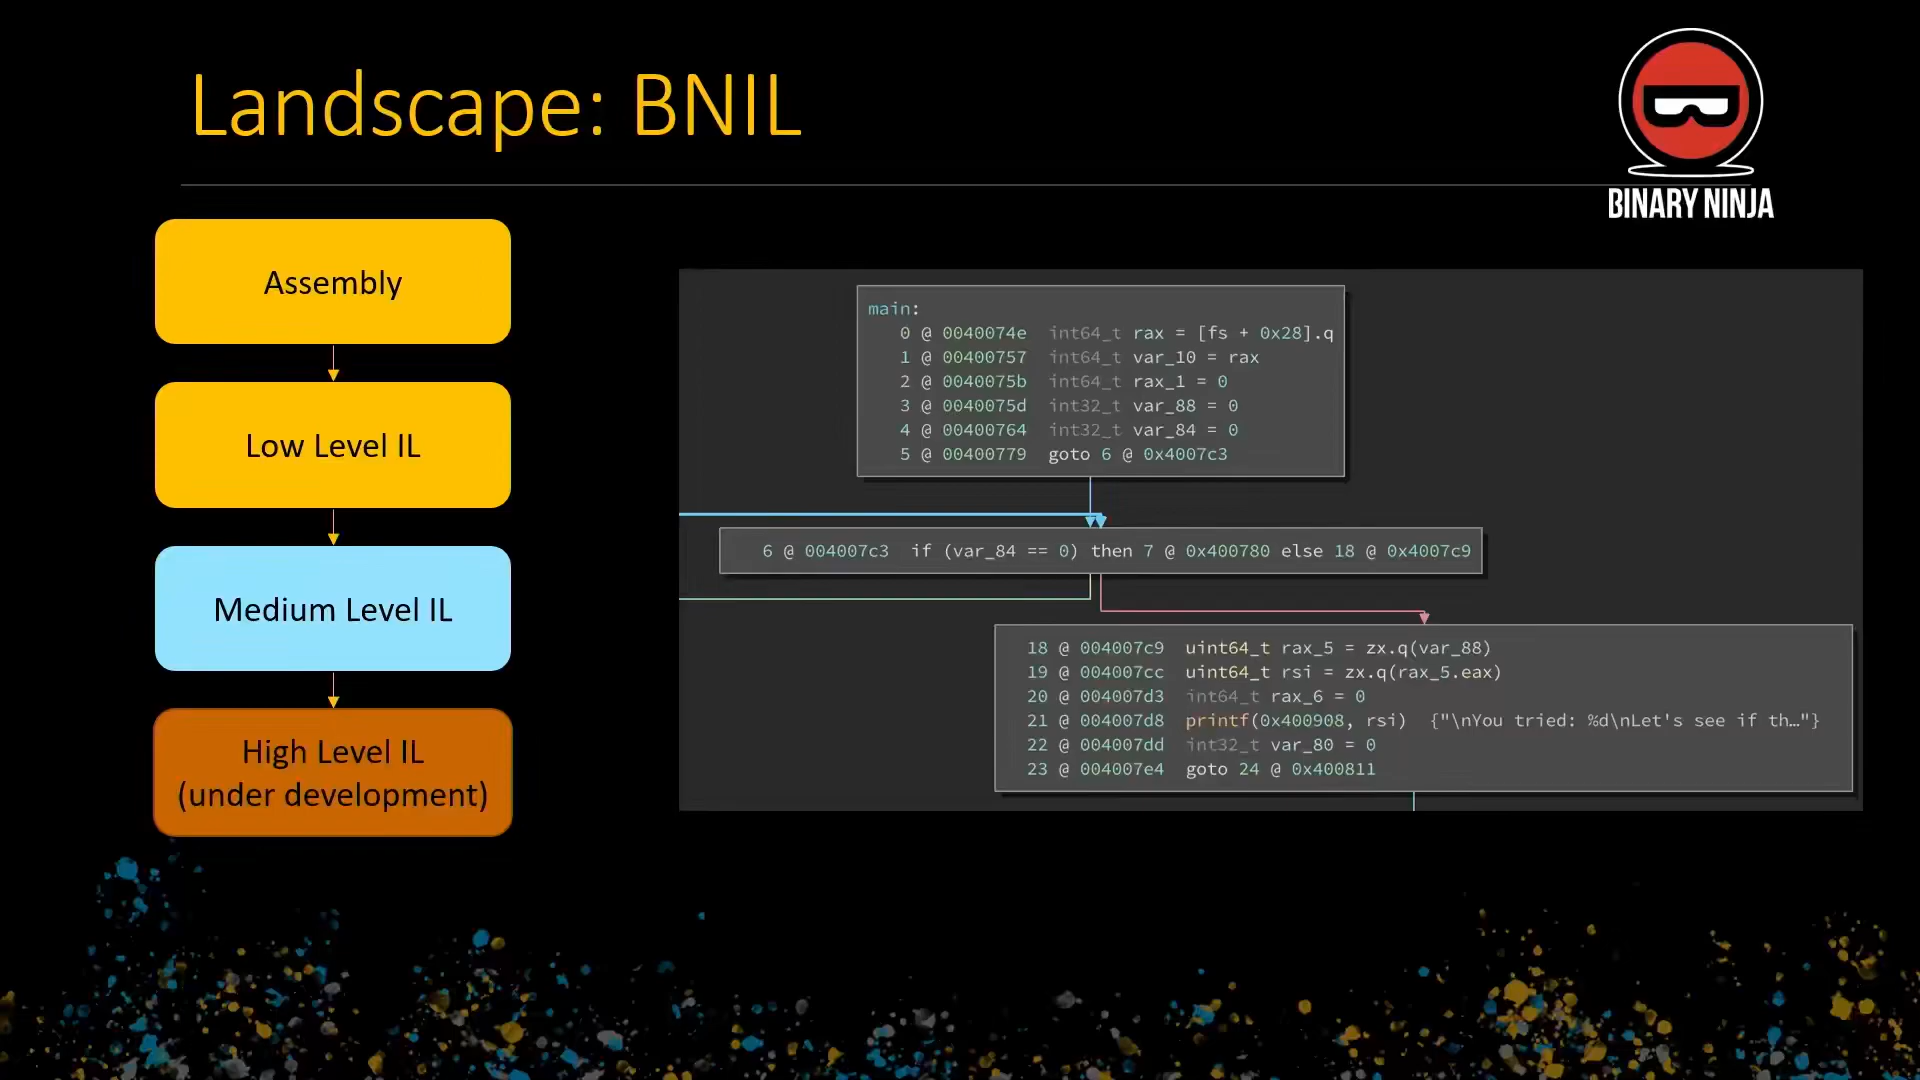 Landscape: BNIL
BINARY NINJA
Assembly
Low Level IL
Medium Level IL
High Level IL
(under development)
main:
0 @ 0040074e int64_t rax = [fs + 0x28].q
1 @ 00400757 int64_t var_10 = rax
2 @ 0040075b int64_t rax_1 = 0
3 @ 0040075d int32_t var_88 = 0
4 @ 00400764 int32_t var_84 = 0
5 @ 00400779 goto 6 @ 0x4007c3
6 @ 004007c3 if (var_84 == 0) then 7 @ 0x400780 else 18 @ 0x4007c9
18 @ 004007c9 uint64_t rax_5 = zx.q(var_88)
19 @ 004007cc uint64_t rsi = zx.q(rax_5.eax)
20 @ 004007d3 int64_t rax_6 = 0
21 @ 004007d8 printf(0x400908, rsi) {"\nYou tried: %d\nLet's see if th…"}
22 @ 004007dd int32_t var_80 = 0
23 @ 004007e4 goto 24 @ 0x400811